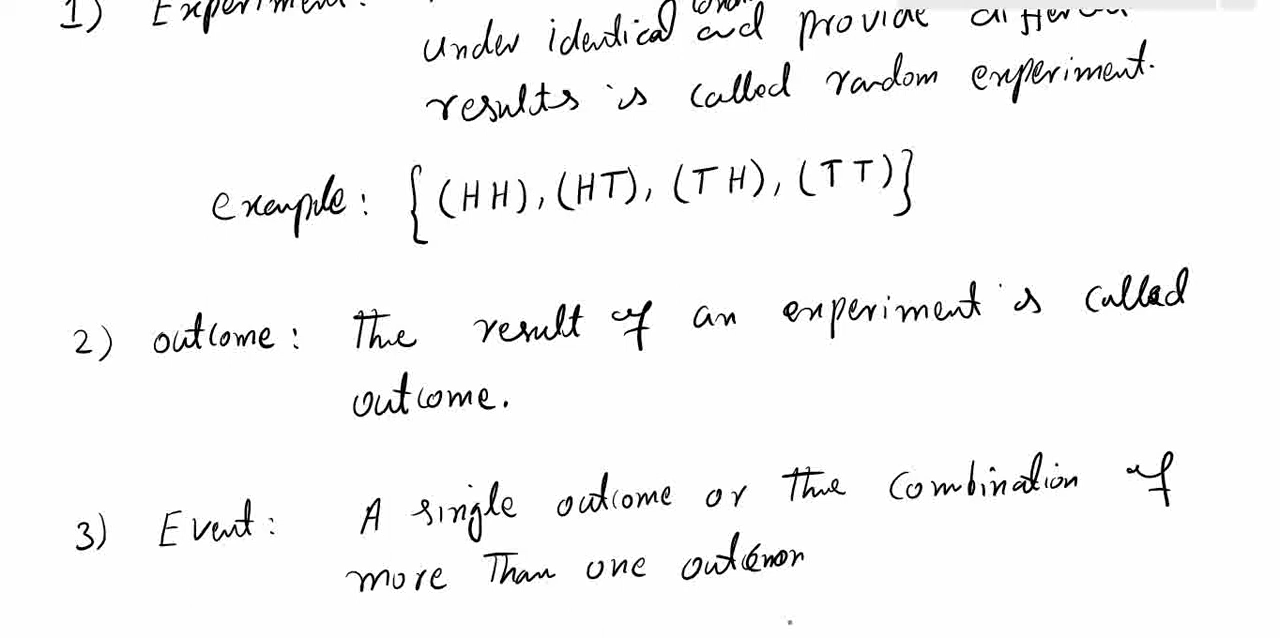 1) Experiment:
under identical and provide different
results is called random experiment.
example: {(HH), (HT), (TH), (TT)}
2) outcome: The result of an experiment is called
outcome.
3) Event: A single outcome or the combination of
more than one